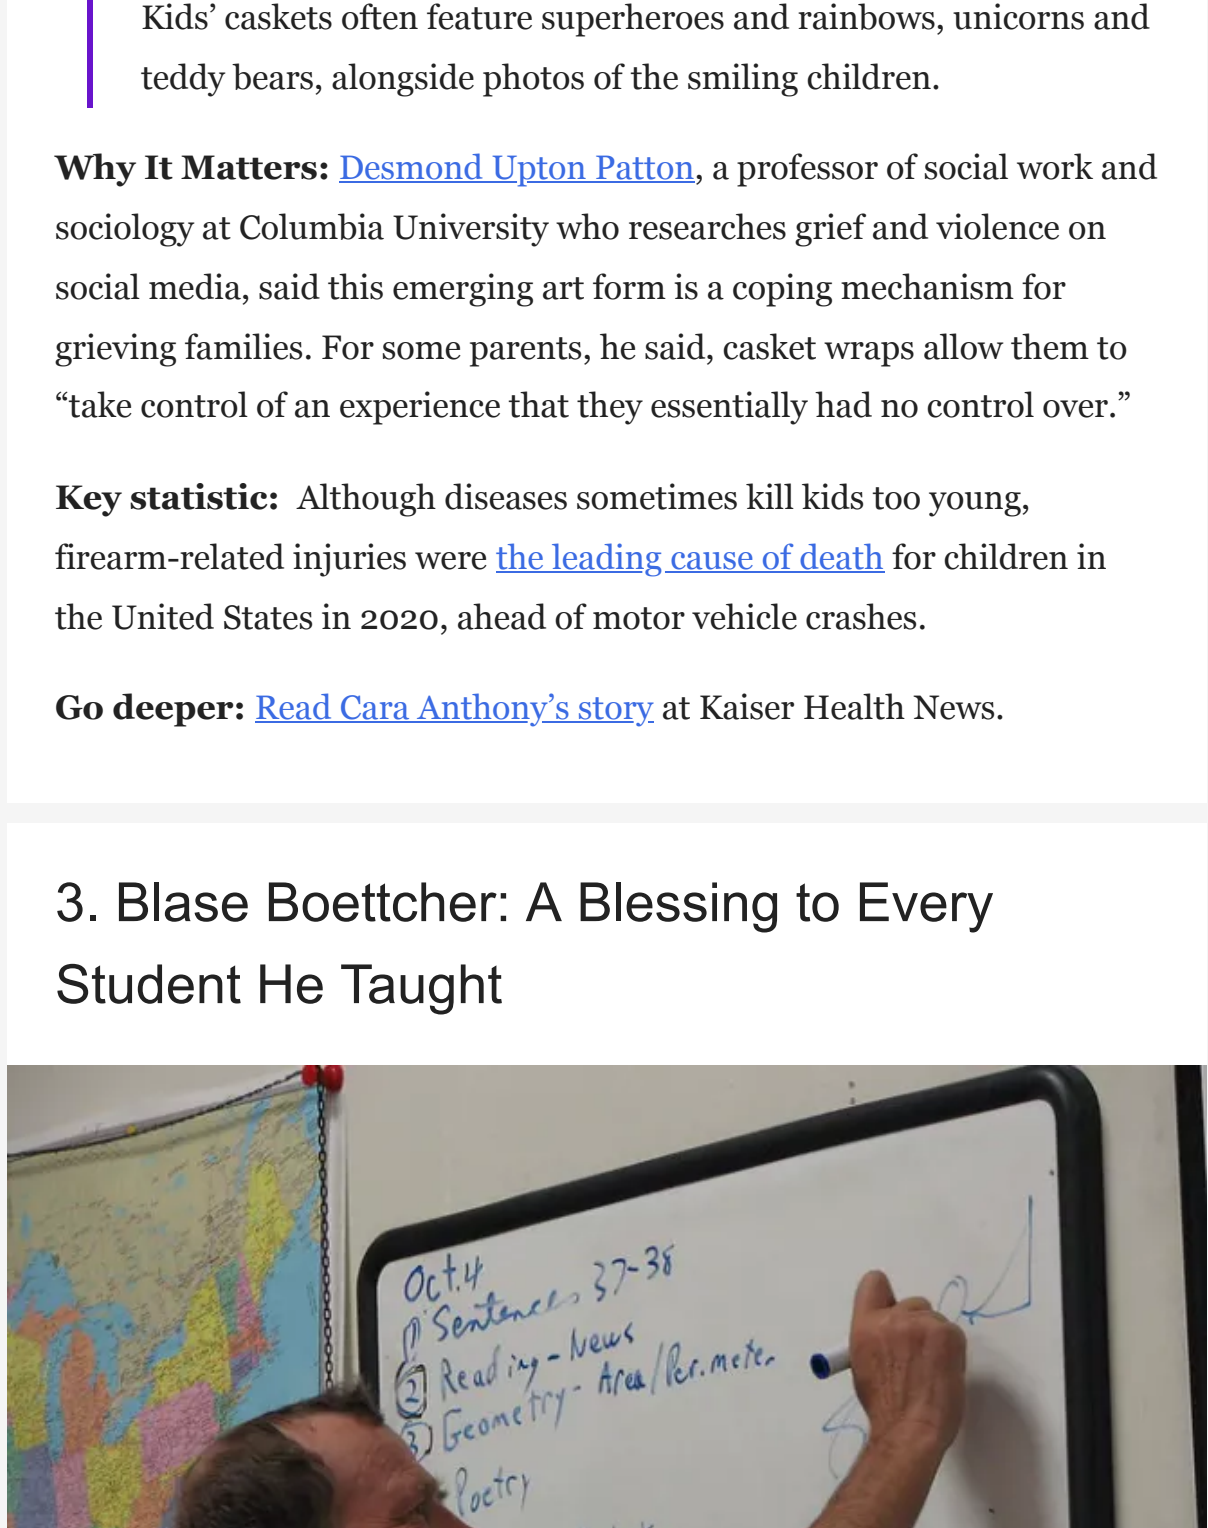 Kids’ caskets often feature superheroes and rainbows, unicorns and
teddy bears, alongside photos of the smiling children.
Why It Matters: Desmond Upton Patton, a professor of social work and
sociology at Columbia University who researches grief and violence on
social media, said this emerging art form is a coping mechanism for
grieving families. For some parents, he said, casket wraps allow them to
“take control of an experience that they essentially had no control over.”
Key statistic: Although diseases sometimes kill kids too young,
firearm-related injuries were the leading cause of death for children in
the United States in 2020, ahead of motor vehicle crashes.
Go deeper: Read Cara Anthony’s story at Kaiser Health News.
3. Blase Boettcher: A Blessing to Every
Student He Taught
Oct.4
1) Sentences 37-38
2) Reading - News
3) Geometry - Area/Perimeter
Poetry